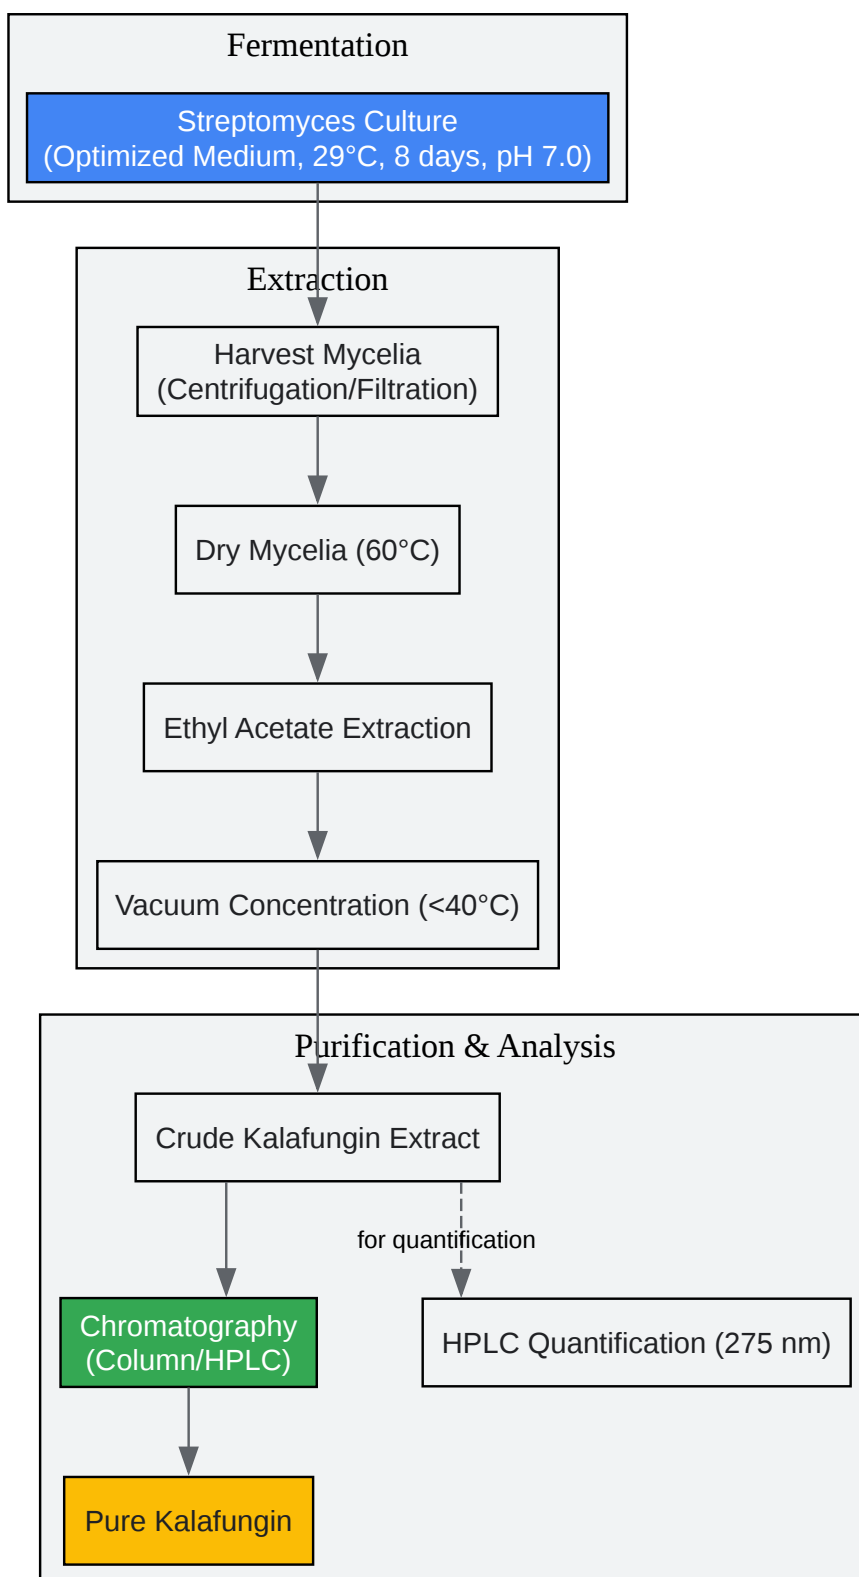 Fermentation
Streptomyces Culture
(Optimized Medium, 29°C, 8 days, pH 7.0)
Extraction
Harvest Mycelia
(Centrifugation/Filtration)
Dry Mycelia (60°C)
Ethyl Acetate Extraction
Vacuum Concentration (<40°C)
Purification & Analysis
Crude Kalafungin Extract
for quantification
Chromatography
(Column/HPLC)
HPLC Quantification (275 nm)
Pure Kalafungin